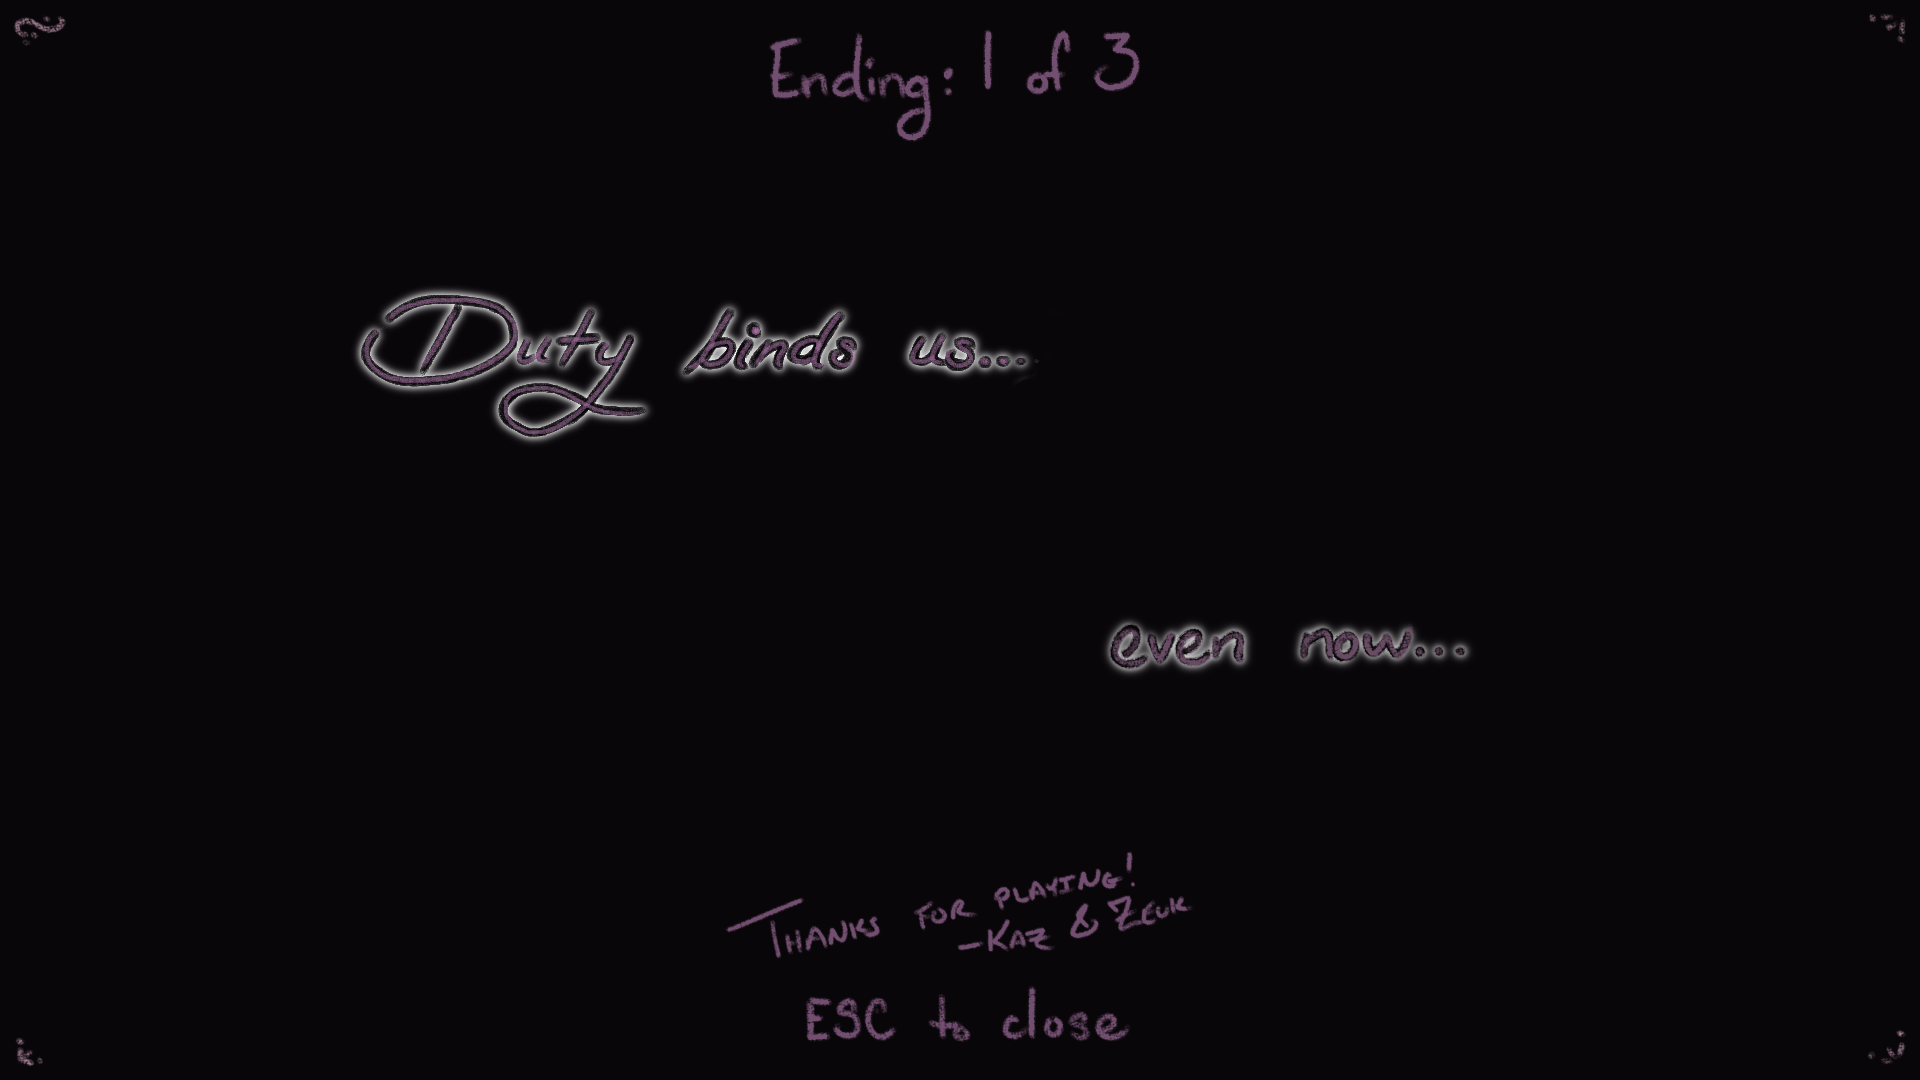 Ending: 1 of 3
Duty binds us...
even now...
THANKS FOR PLAYING!
-KAZ & ZEUK
ESC to close